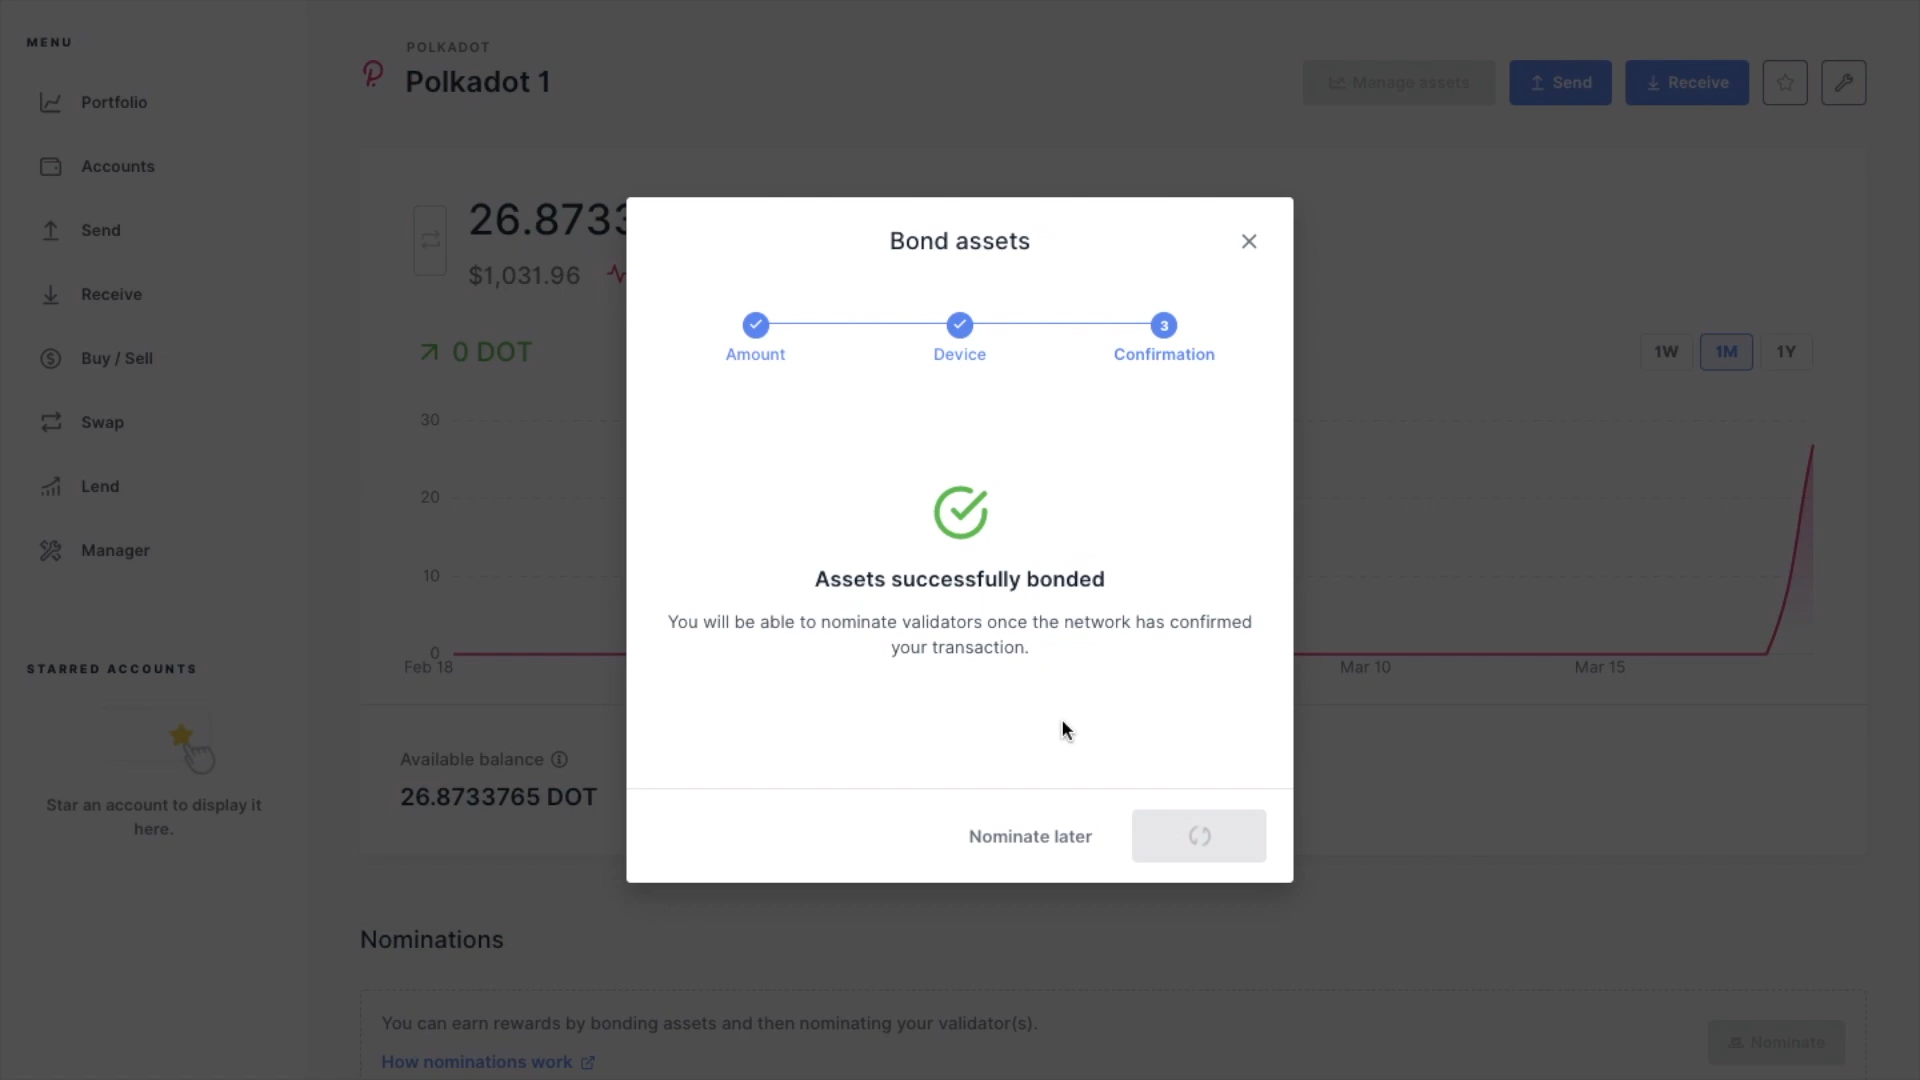 MENU
Portfolio
Accounts
Send
Receive
Buy / Sell
Swap
Lend
Manager
STARRED ACCOUNTS
Star an account to display it
here.
POLKADOT
Polkadot 1
Manage assets
Send
Receive
26.8733
$1,031.96
0 DOT
1W
1M
1Y
30
20
10
0
Feb 18
Mar 10
Mar 15
Available balance
26.8733765 DOT
Bond assets
Amount
Device
3
Confirmation
Assets successfully bonded
You will be able to nominate validators once the network has confirmed
your transaction.
Nominate later
Nominations
You can earn rewards by bonding assets and then nominating your validator(s).
How nominations work
Nominate